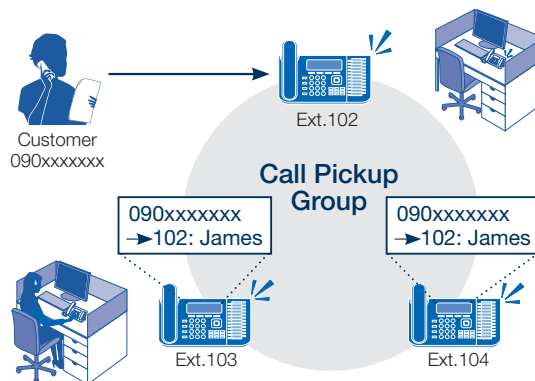 Customer
090xxxxxxx
Ext.102
Call Pickup
Group
090xxxxxxx
→102: James
090xxxxxxx
→102: James
Ext.103
Ext.104